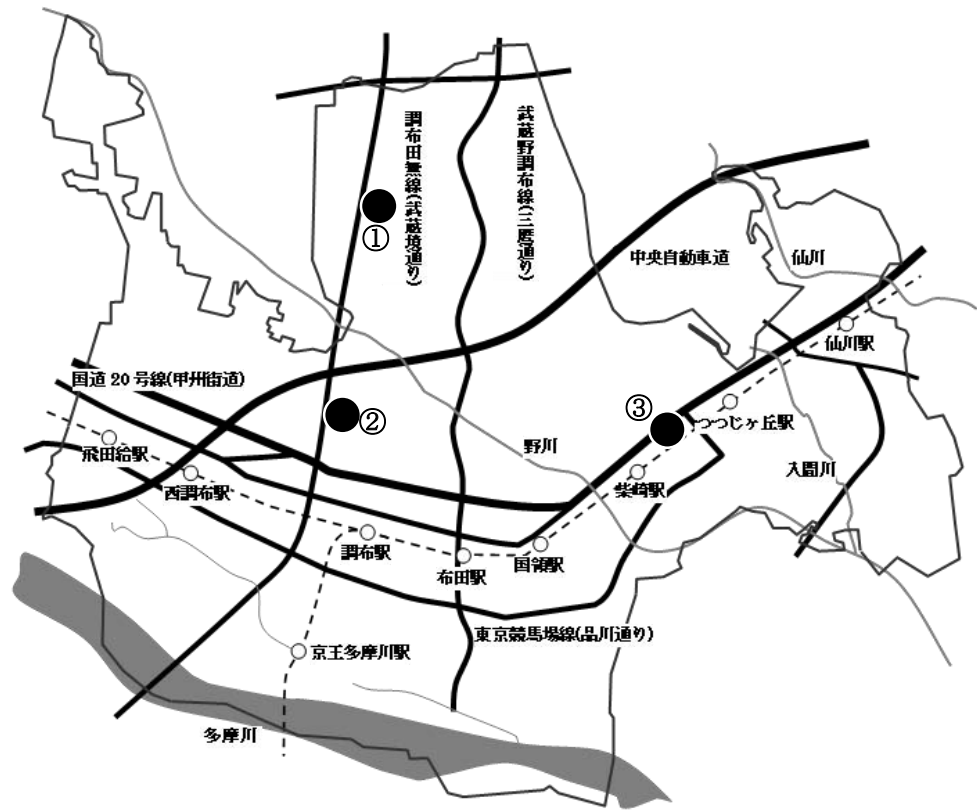 調布田無線(武蔵境通り)
武蔵野調布線(三鷹通り)
①
中央自動車道
仙川
仙川駅
国道20号線(甲州街道)
②
③
つつじヶ丘駅
野川
飛田給駅
入間川
西調布駅
柴崎駅
調布駅
布田駅
国領駅
東京競馬場線(品川通り)
京王多摩川駅
多摩川